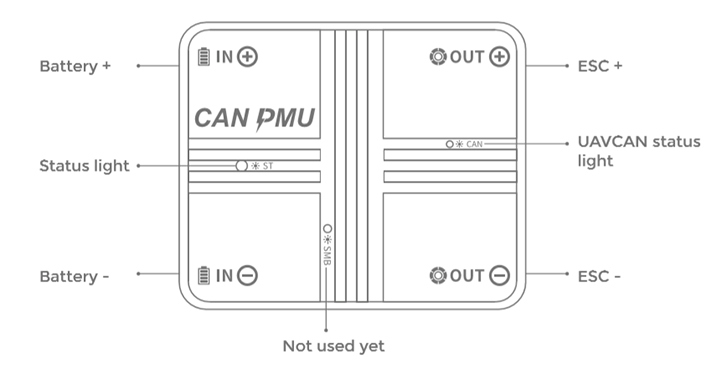 Battery +
IN
OUT
ESC +
CAN PMU
CAN
UAVCAN status
light
Status light
ST
SMB
Battery -
IN
OUT
ESC -
Not used yet